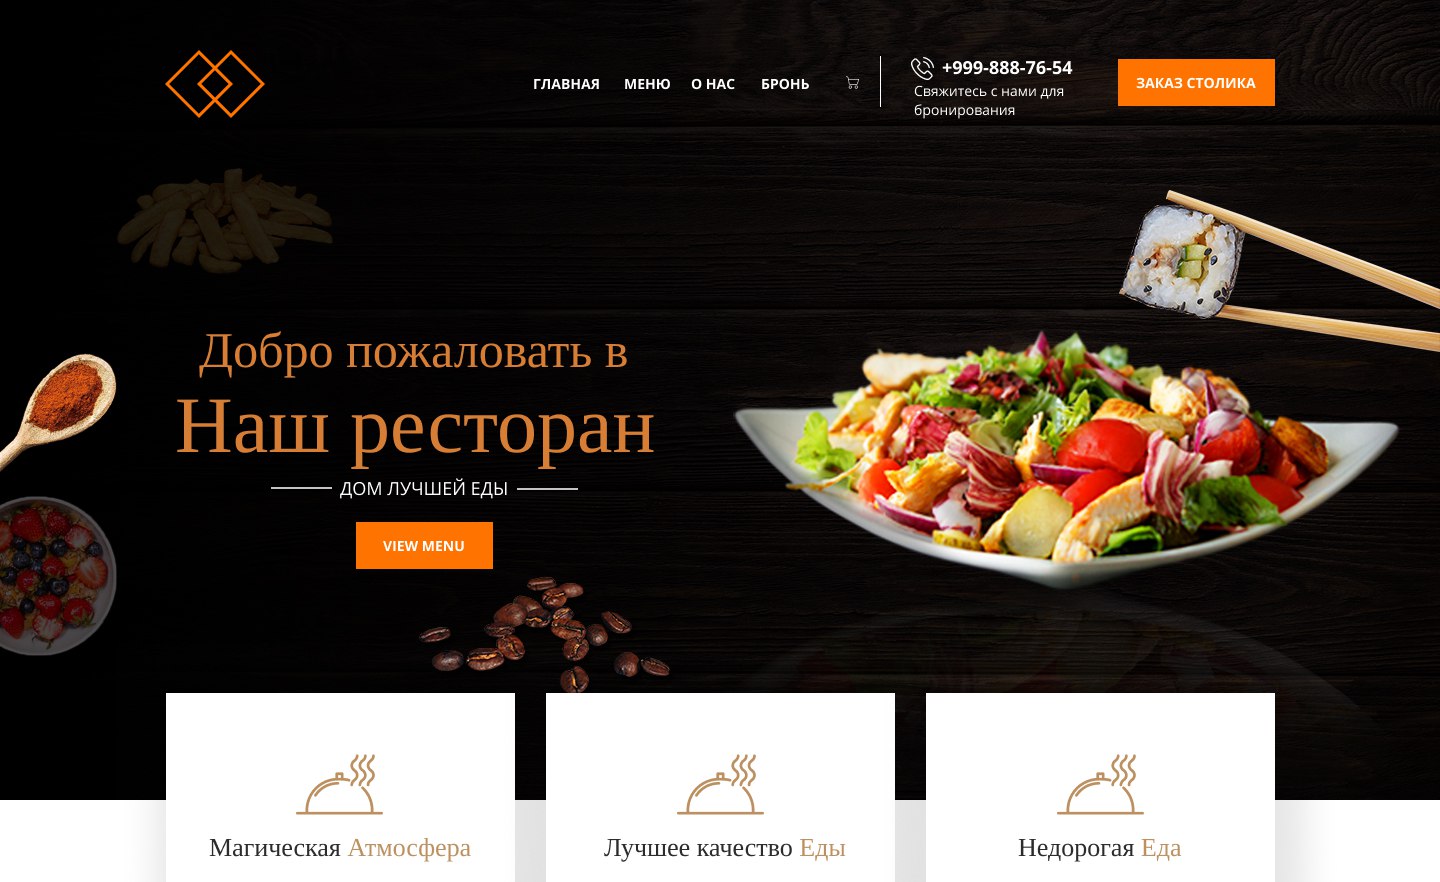 ГЛАВНАЯ МЕНЮ О НАС БРОНЬ
+999-888-76-54
Свяжитесь с нами для
бронирования
ЗАКАЗ СТОЛИКА
Добро пожаловать в
Наш ресторан
ДОМ ЛУЧШЕЙ ЕДЫ
VIEW MENU
Магическая Атмосфера
Лучшее качество Еды
Недорогая Еда